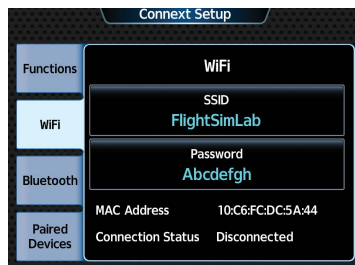 Connext Setup
Functions
WiFi
SSID
FlightSimLab
WiFi
Password
Abcdefgh
Bluetooth
MAC Address 10:C6:FC:DC:5A:44
Paired
Devices
Connection Status Disconnected